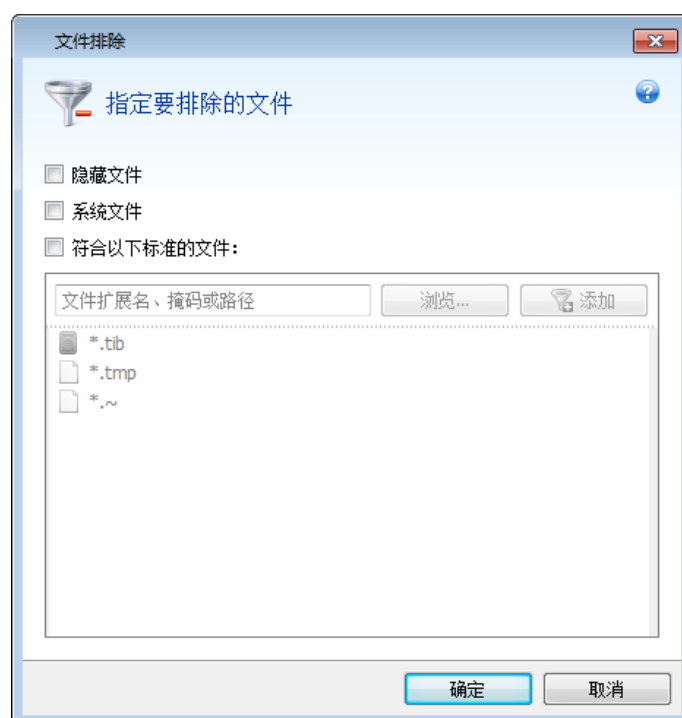 文件排除
指定要排除的文件
隐藏文件
系统文件
符合以下标准的文件：
文件扩展名、掩码或路径 浏览... 添加
*.tib
*.tmp
*.~
确定 取消